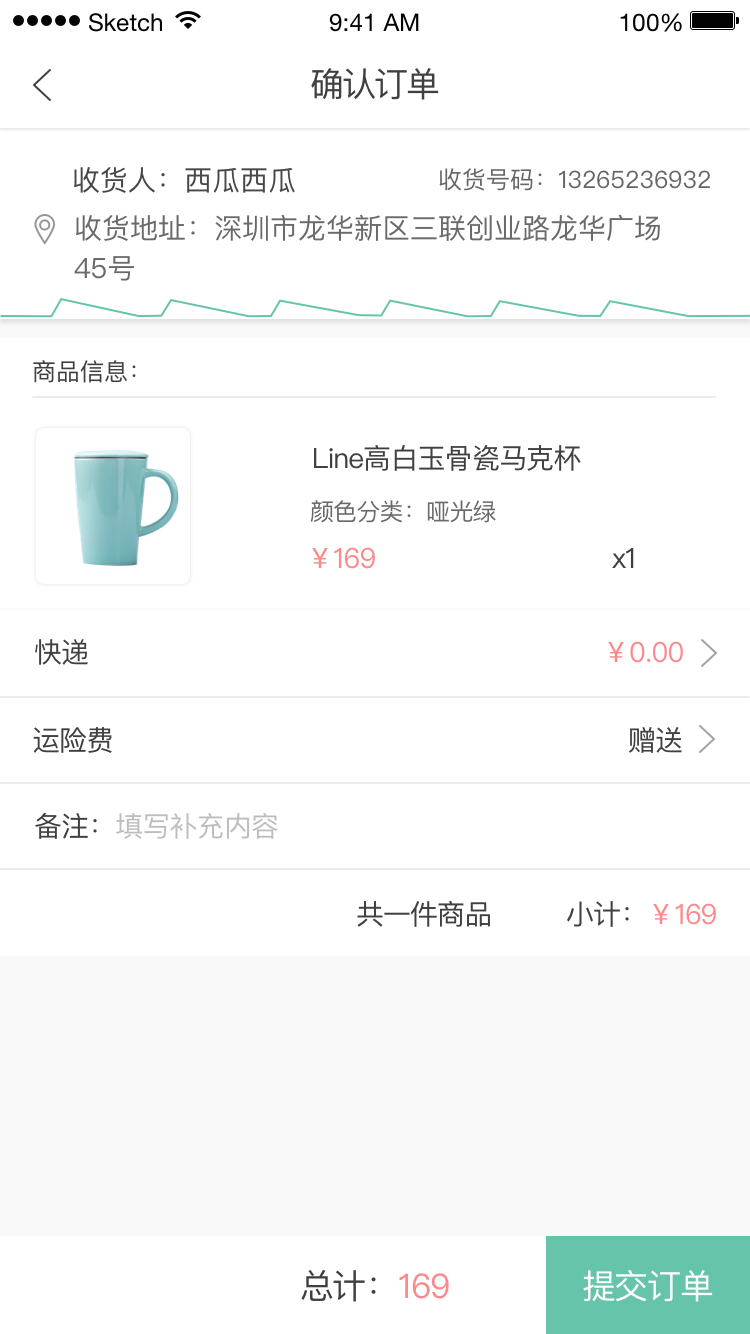 Sketch 9:41 AM 100%
确认订单
收货人：西瓜西瓜 收货号码：13265236932
收货地址：深圳市龙华新区三联创业路龙华广场
45号
商品信息：
Line高白玉骨瓷马克杯
颜色分类：哑光绿
￥169 x1
快递 ￥0.00
运险费 赠送
备注：填写补充内容
共一件商品 小计：￥169
总计：169 提交订单